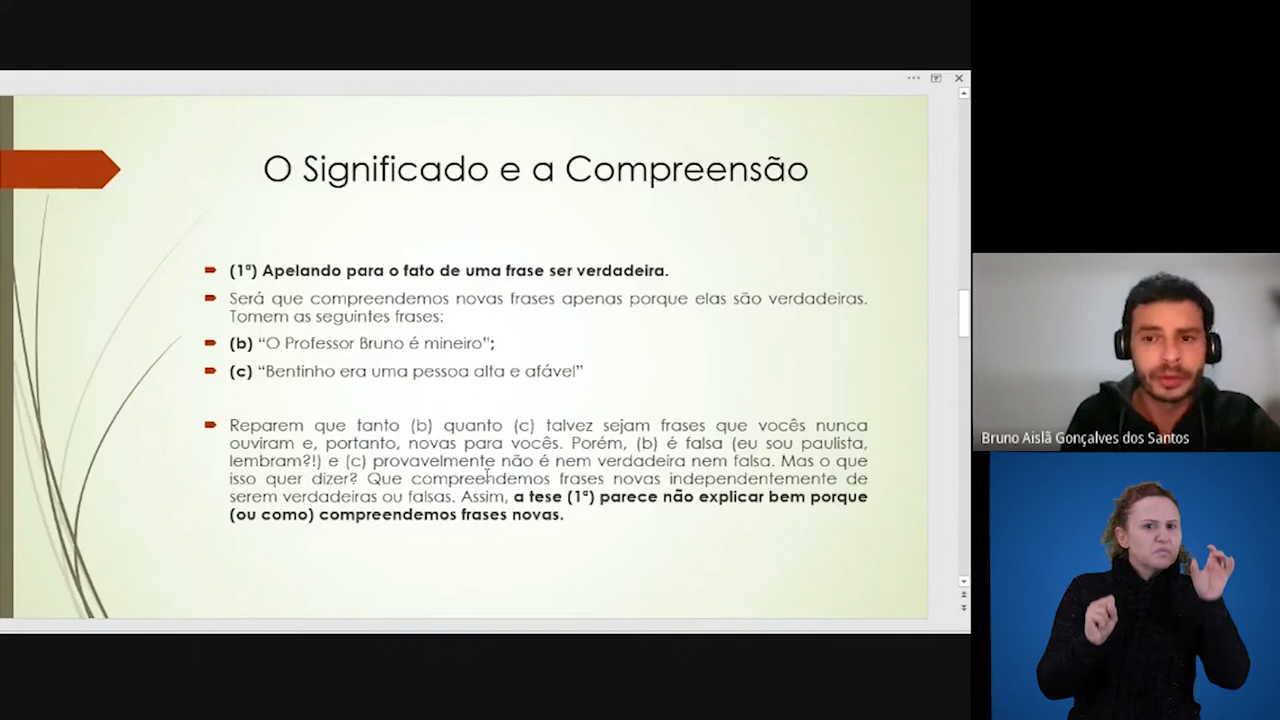 O Significado e a Compreensão
(1ª) Apelando para o fato de uma frase ser verdadeira.
Será que compreendemos novas frases apenas porque elas são verdadeiras.
Tomem as seguintes frases:
(b) “O Professor Bruno é mineiro”;
(c) “Bentinho era uma pessoa alta e afável”
Reparem que tanto (b) quanto (c) talvez sejam frases que vocês nunca
ouviram e, portanto, novas para vocês. Porém, (b) é falsa (eu sou paulista,
lembram?!) e (c) provavelmente não é nem verdadeira nem falsa. Mas o que
isso quer dizer? Que compreendemos frases novas independentemente de
serem verdadeiras ou falsas. Assim, a tese (1ª) parece não explicar bem porque
(ou como) compreendemos frases novas.
Bruno Aislã Gonçalves dos Santos